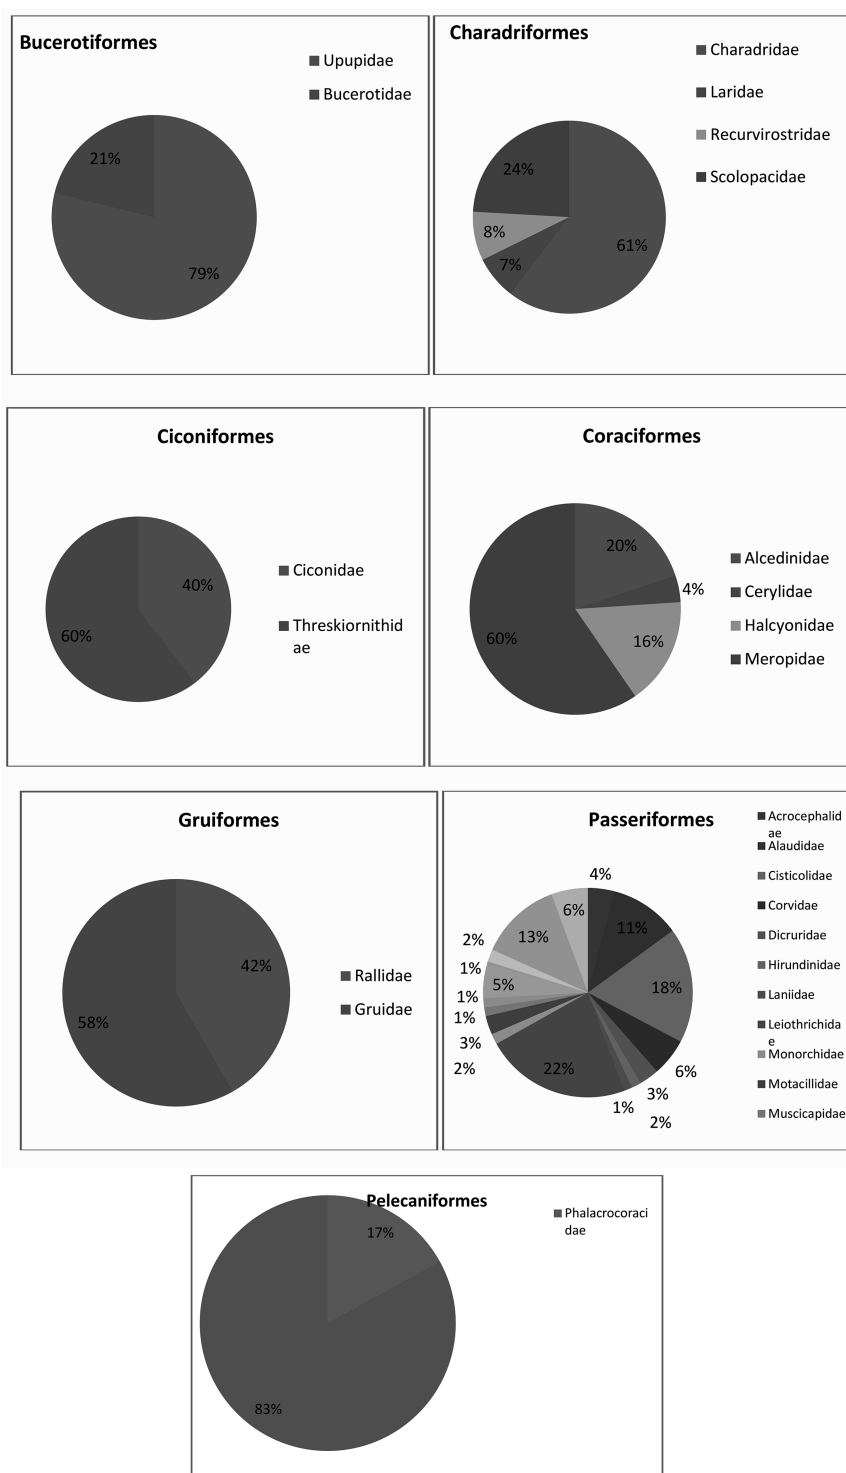 Bucerotiformes
Upupidae
Bucerotidae
21%
79%
Charadriformes
Charadridae
Laridae
Recurvirostridae
Scolopacidae
24%
8%
7%
61%
Ciconiformes
Ciconidae
Threskiornithid
ae
40%
60%
Coraciformes
Alcedinidae
Cerylidae
Halcyonidae
Meropidae
20%
4%
16%
60%
Gruiformes
Rallidae
Gruidae
42%
58%
Passeriformes
Acrocephalid
ae
Alaudidae
Cisticolidae
Corvidae
Dicruridae
Hirundinidae
Laniidae
Leiothrichida
e
Monorchidae
Motacillidae
Muscicapidae
4%
11%
18%
6%
3%
2%
1%
22%
2%
3%
1%
1%
5%
1%
2%
13%
6%
Pelecaniformes
Phalacrocoraci
dae
17%
83%